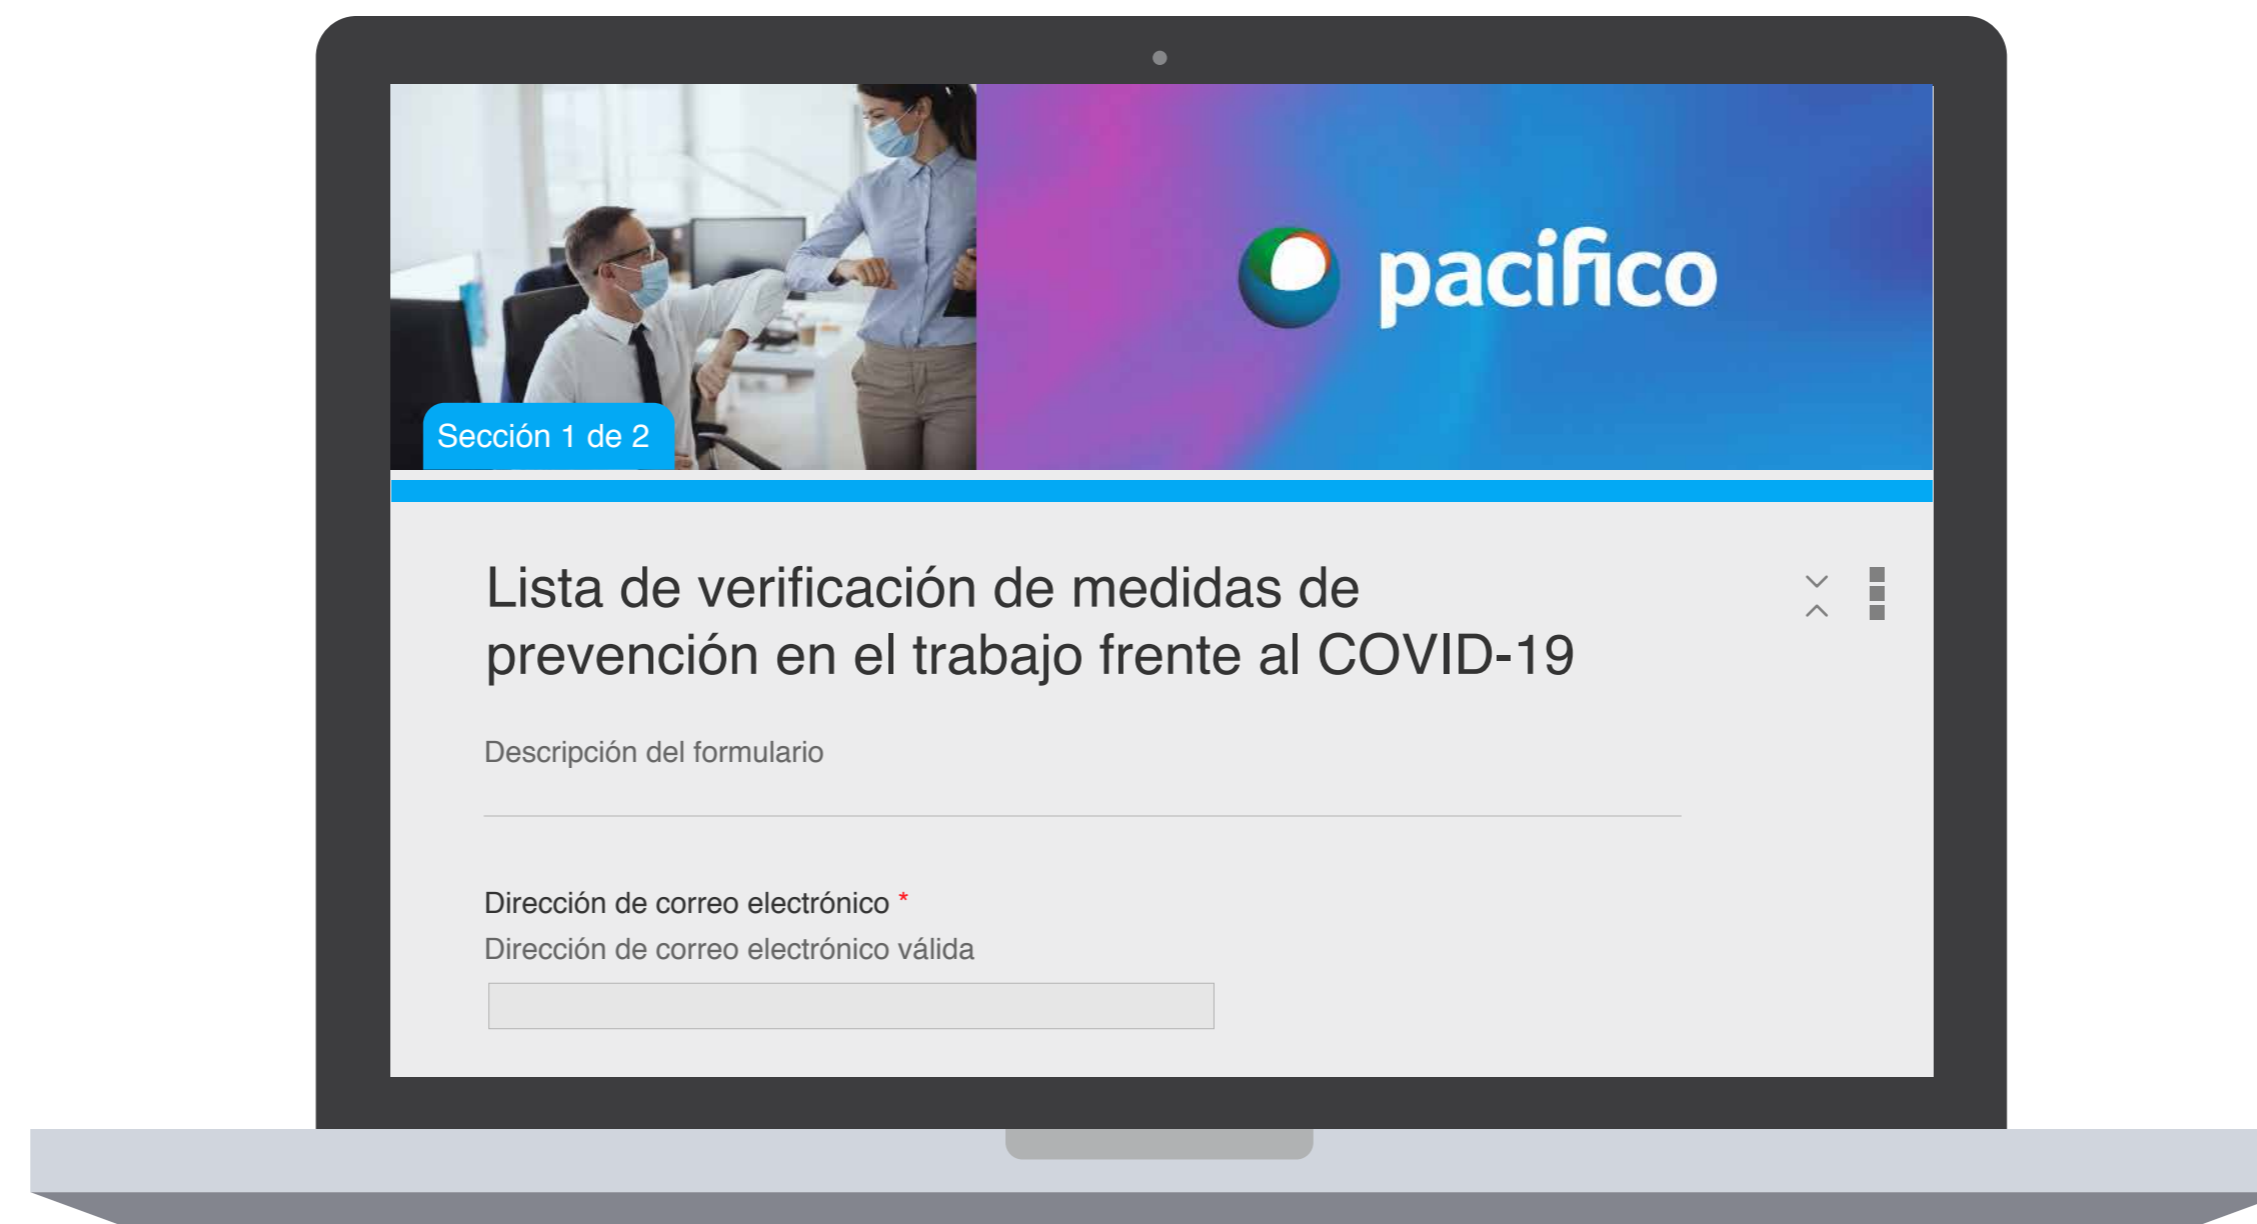 pacífico
Sección 1 de 2
Lista de verificación de medidas de
prevención en el trabajo frente al COVID-19
Descripción del formulario
Dirección de correo electrónico *
Dirección de correo electrónico válida